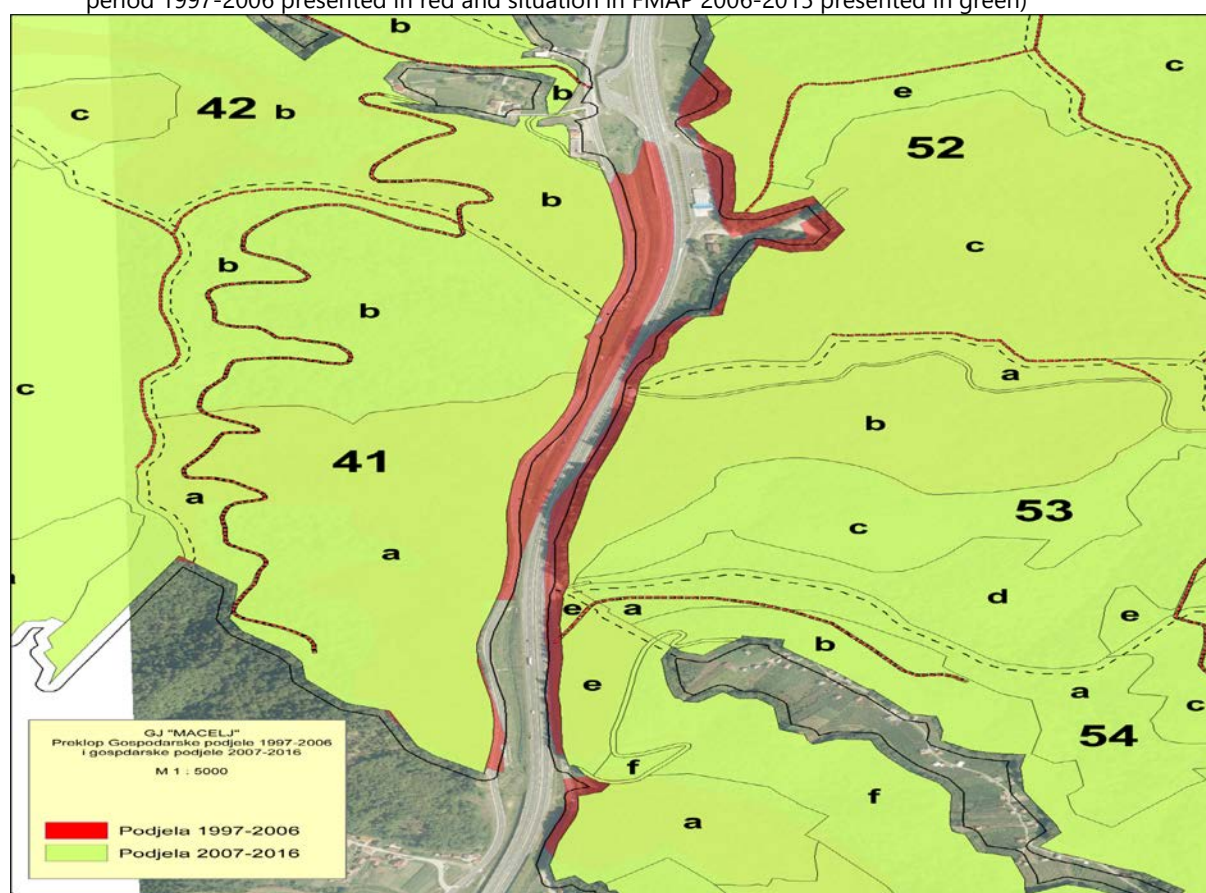 period 1997-2006 presented in red and situation in FMAP 2006-2015 presented in green)
b
c
42 b
b
e
c
52
b
c
b
b
c
a
b
41
a
a
53
c
d
e
e
a
b
e
a
c
54
f
f
a
GJ "MACELJ"
Preklop Gospodarske podjele 1997-2006
i gospdarske podjele 2007-2016
M 1 : 5000
Podjela 1997-2006
Podjela 2007-2016